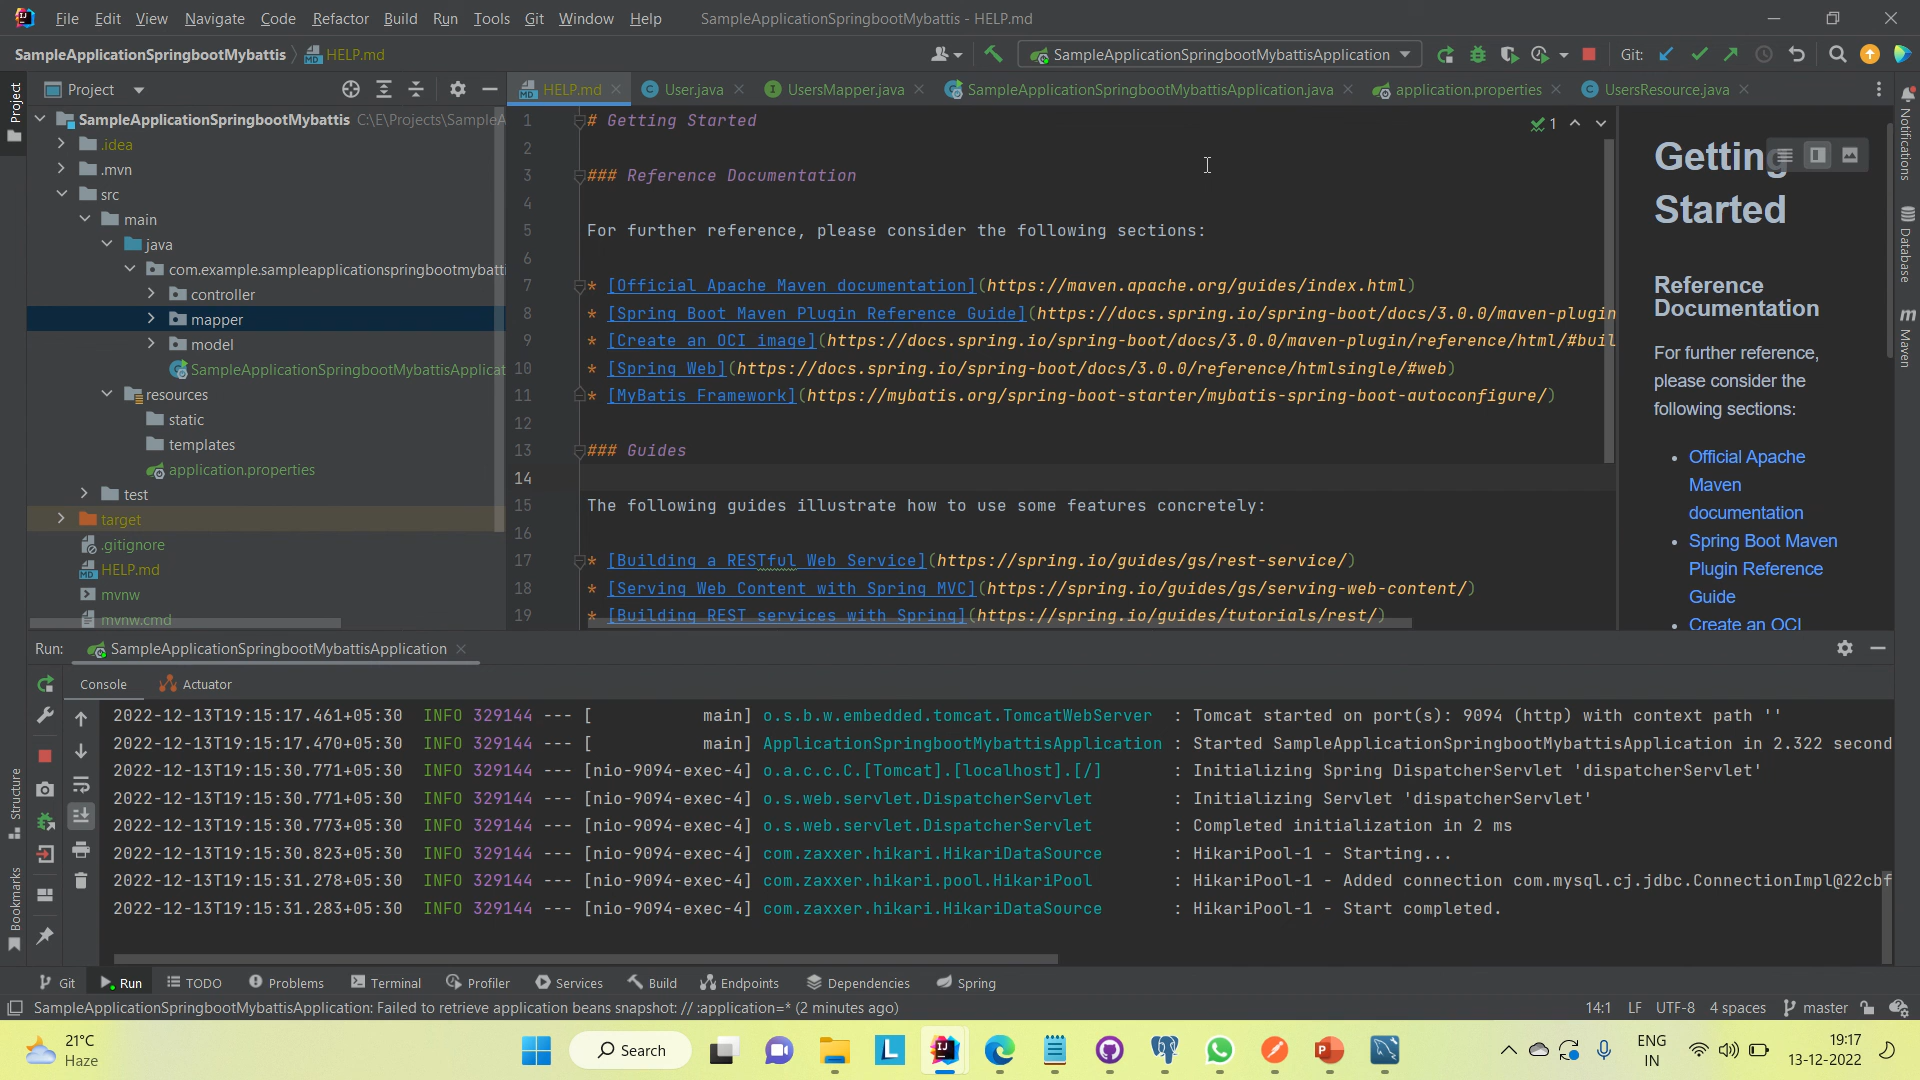 File Edit View Navigate Code Refactor Build Run Tools Git Window Help SampleApplicationSpringbootMybattis - HELP.md
SampleApplicationSpringbootMybattis HELP.md SampleApplicationSpringbootMybattisApplication Git:
Project
HELP.md User.java UsersMapper.java SampleApplicationSpringbootMybattisApplication.java application.properties UsersResource.java
Project
SampleApplicationSpringbootMybattis C:\E\Projects\SampleA
.idea
.mvn
src
main
java
com.example.sampleapplicationspringbootmybatti
controller
mapper
model
SampleApplicationSpringbootMybattisApplicat
resources
static
templates
application.properties
test
target
.gitignore
HELP.md
mvnw
mvnw.cmd
1 # Getting Started
1
2
3 ### Reference Documentation
4
5 For further reference, please consider the following sections:
6
7 * [Official Apache Maven documentation](https://maven.apache.org/guides/index.html)
8 * [Spring Boot Maven Plugin Reference Guide](https://docs.spring.io/spring-boot/docs/3.0.0/maven-plugin
9 * [Create an OCI image](https://docs.spring.io/spring-boot/docs/3.0.0/maven-plugin/reference/html/#buil
10 * [Spring Web](https://docs.spring.io/spring-boot/docs/3.0.0/reference/htmlsingle/#web)
11 * [MyBatis Framework](https://mybatis.org/spring-boot-starter/mybatis-spring-boot-autoconfigure/)
12
13 ### Guides
14
15 The following guides illustrate how to use some features concretely:
16
17 * [Building a RESTful Web Service](https://spring.io/guides/gs/rest-service/)
18 * [Serving Web Content with Spring MVC](https://spring.io/guides/gs/serving-web-content/)
19 * [Building REST services with Spring](https://spring.io/guides/tutorials/rest/)
Getting
Started
Reference
Documentation
For further reference,
please consider the
following sections:
• Official Apache
Maven
documentation
• Spring Boot Maven
Plugin Reference
Guide
• Create an OCI
Notifications
Database
Maven
Run: SampleApplicationSpringbootMybattisApplication
Console Actuator
2022-12-13T19:15:17.461+05:30 INFO 329144 --- [ main] o.s.b.w.embedded.tomcat.TomcatWebServer : Tomcat started on port(s): 9094 (http) with context path ''
2022-12-13T19:15:17.470+05:30 INFO 329144 --- [ main] ApplicationSpringbootMybattisApplication : Started SampleApplicationSpringbootMybattisApplication in 2.322 second
2022-12-13T19:15:30.771+05:30 INFO 329144 --- [nio-9094-exec-4] o.a.c.c.C.[Tomcat].[localhost].[/] : Initializing Spring DispatcherServlet 'dispatcherServlet'
2022-12-13T19:15:30.771+05:30 INFO 329144 --- [nio-9094-exec-4] o.s.web.servlet.DispatcherServlet : Initializing Servlet 'dispatcherServlet'
2022-12-13T19:15:30.773+05:30 INFO 329144 --- [nio-9094-exec-4] o.s.web.servlet.DispatcherServlet : Completed initialization in 2 ms
2022-12-13T19:15:30.823+05:30 INFO 329144 --- [nio-9094-exec-4] com.zaxxer.hikari.HikariDataSource : HikariPool-1 - Starting...
2022-12-13T19:15:31.278+05:30 INFO 329144 --- [nio-9094-exec-4] com.zaxxer.hikari.pool.HikariPool : HikariPool-1 - Added connection com.mysql.cj.jdbc.ConnectionImpl@22cbf
2022-12-13T19:15:31.283+05:30 INFO 329144 --- [nio-9094-exec-4] com.zaxxer.hikari.HikariDataSource : HikariPool-1 - Start completed.
Structure
Bookmarks
Git Run TODO Problems Terminal Profiler Services Build Endpoints Dependencies Spring
SampleApplicationSpringbootMybattisApplication: Failed to retrieve application beans snapshot: // :application=* (2 minutes ago) 14:1 LF UTF-8 4 spaces master
21°C
Haze
Search
ENG
IN
19:17
13-12-2022